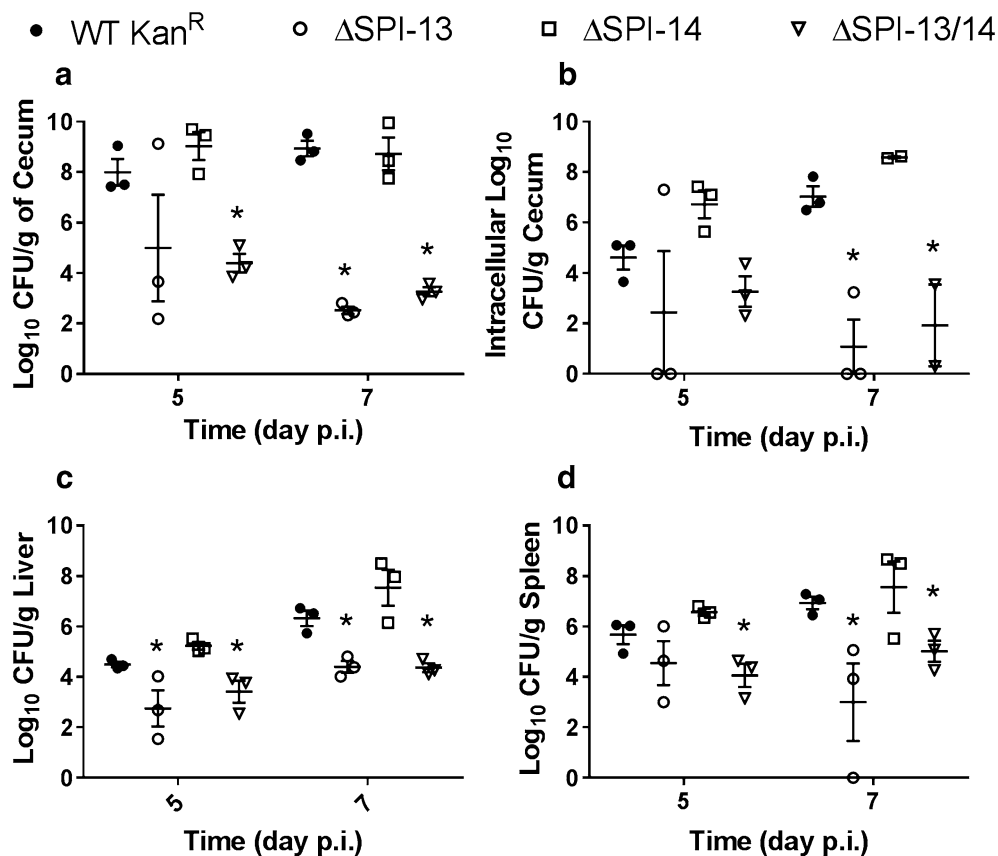 WT Kan^R ΔSPI-13 ΔSPI-14 ΔSPI-13/14
a
Log10 CFU/g of Cecum
10
8
6
4
2
0
* * *
5 7
Time (day p.i.)
b
Intracellular Log10
CFU/g Cecum
10
8
6
4
2
0
* *
5 7
Time (day p.i.)
c
Log10 CFU/g Liver
10
8
6
4
2
0
* * * *
5 7
Time (day p.i.)
d
Log10 CFU/g Spleen
10
8
6
4
2
0
* * *
5 7
Time (day p.i.)